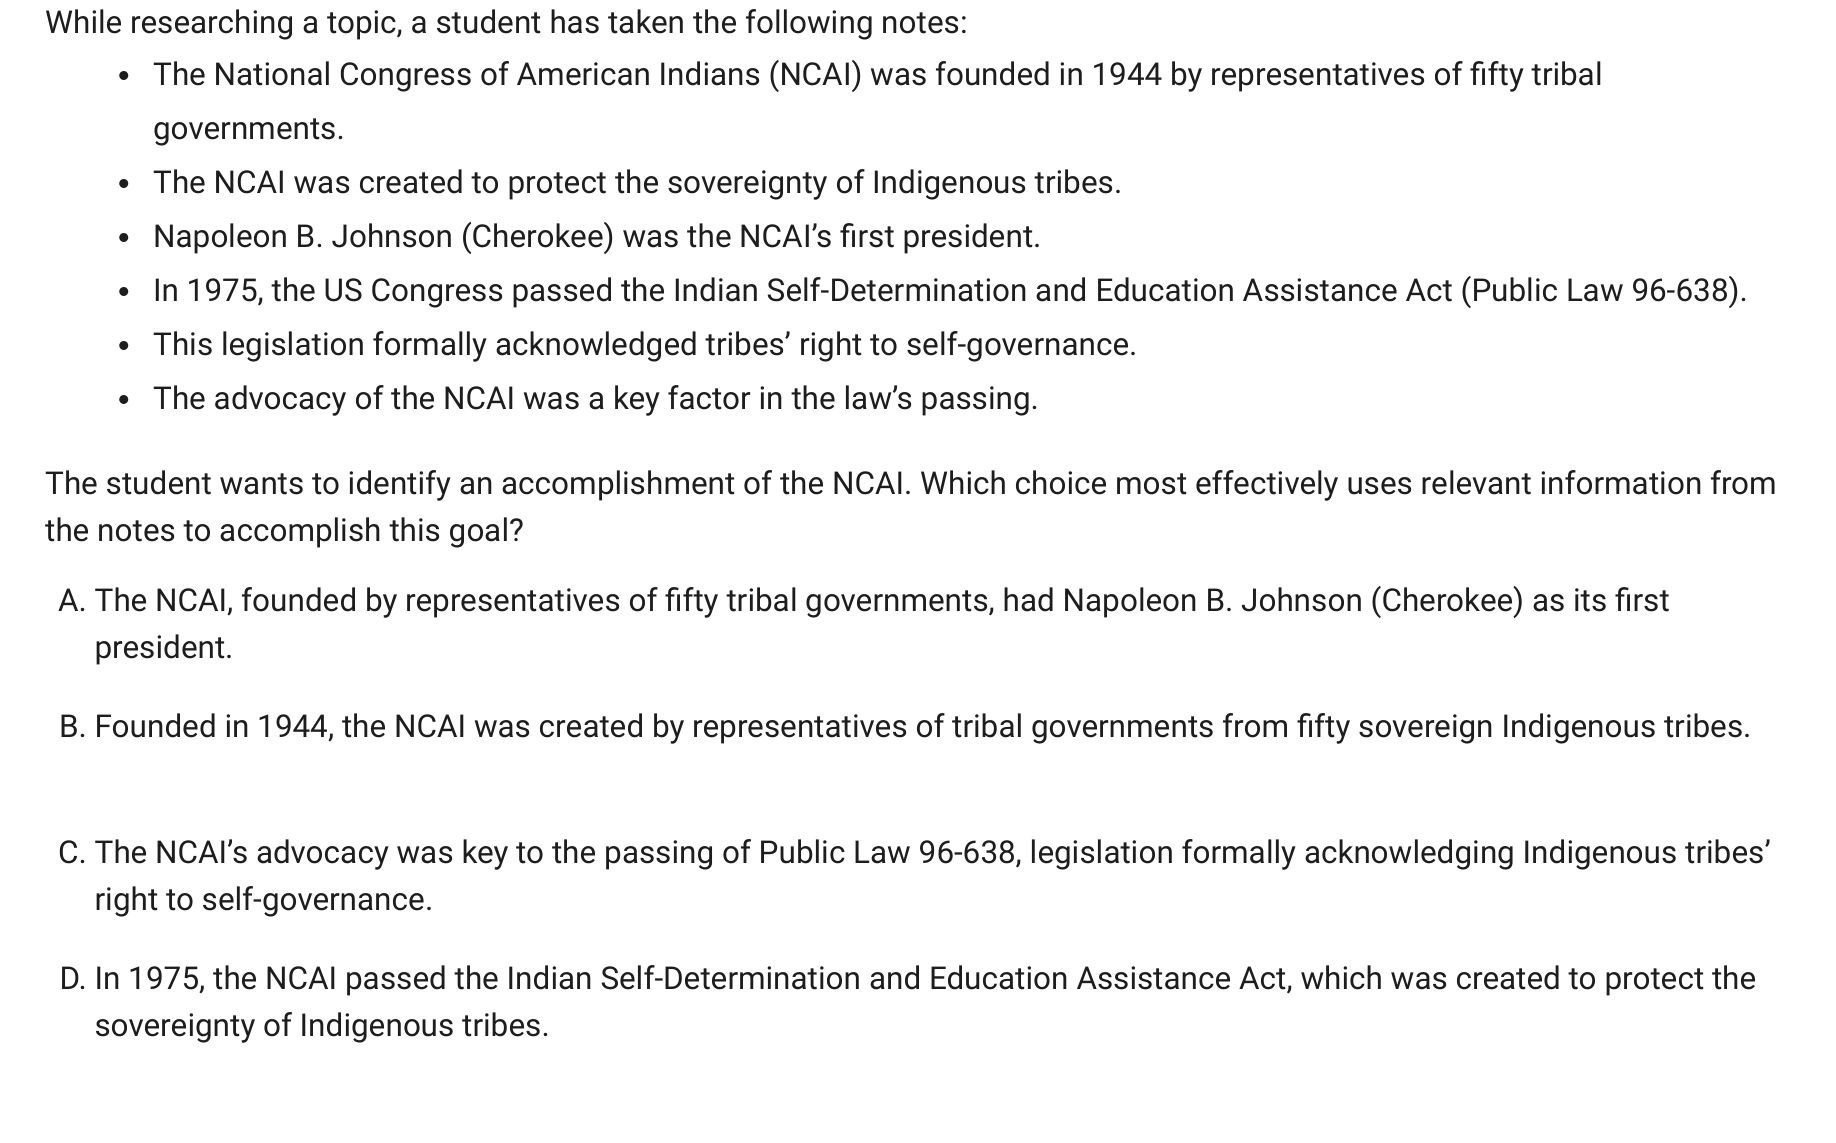 While researching a topic, a student has taken the following notes:
• The National Congress of American Indians (NCAI) was founded in 1944 by representatives of fifty tribal
governments.
• The NCAI was created to protect the sovereignty of Indigenous tribes.
• Napoleon B. Johnson (Cherokee) was the NCAI’s first president.
• In 1975, the US Congress passed the Indian Self-Determination and Education Assistance Act (Public Law 96-638).
• This legislation formally acknowledged tribes’ right to self-governance.
• The advocacy of the NCAI was a key factor in the law’s passing.
The student wants to identify an accomplishment of the NCAI. Which choice most effectively uses relevant information from
the notes to accomplish this goal?
A. The NCAI, founded by representatives of fifty tribal governments, had Napoleon B. Johnson (Cherokee) as its first
president.
B. Founded in 1944, the NCAI was created by representatives of tribal governments from fifty sovereign Indigenous tribes.
C. The NCAI’s advocacy was key to the passing of Public Law 96-638, legislation formally acknowledging Indigenous tribes’
right to self-governance.
D. In 1975, the NCAI passed the Indian Self-Determination and Education Assistance Act, which was created to protect the
sovereignty of Indigenous tribes.